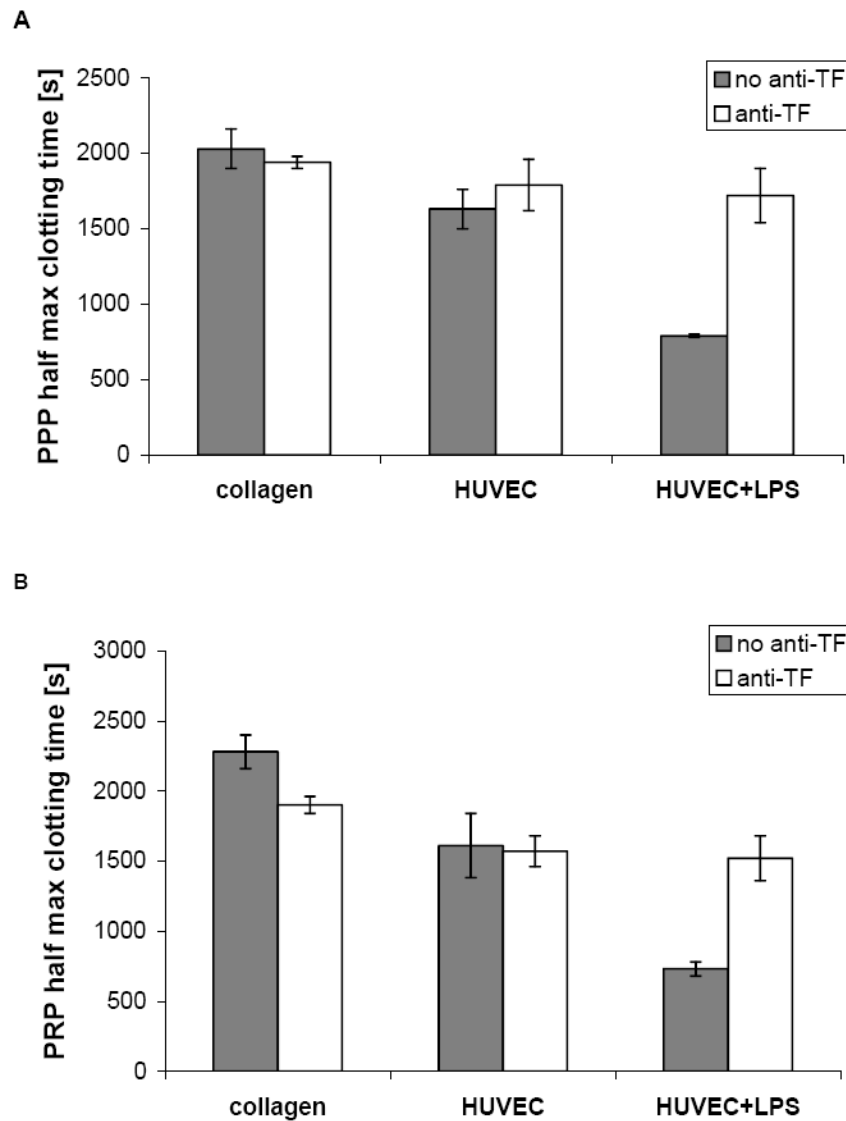 A
PPP half max clotting time [s]
2500
2000
1500
1000
500
0
no anti-TF
anti-TF
collagen
HUVEC
HUVEC+LPS
B
PRP half max clotting time [s]
3000
2500
2000
1500
1000
500
0
no anti-TF
anti-TF
collagen
HUVEC
HUVEC+LPS